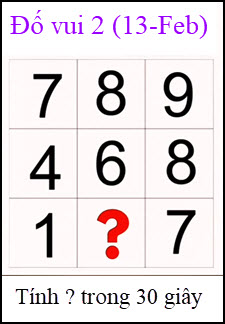 Đố vui 2 (13-Feb)
7 8 9
4 6 8
1 ? 7
Tính ? trong 30 giây